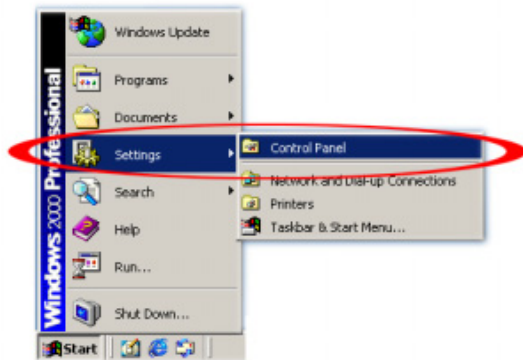 Windows 2000 Professional
Windows Update
Programs
Documents
Settings
Search
Help
Run...
Shut Down...
Control Panel
Network and Dial-up Connections
Printers
Taskbar & Start Menu...
Start